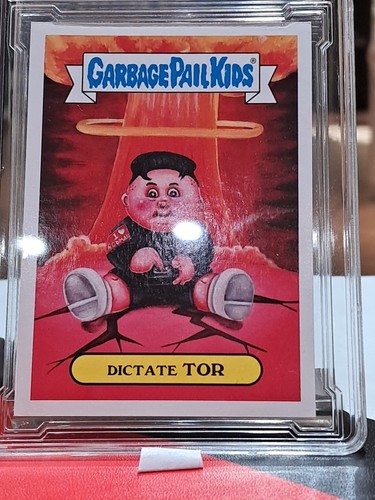 GARBAGE PAIL KIDS®
DICTATE TOR